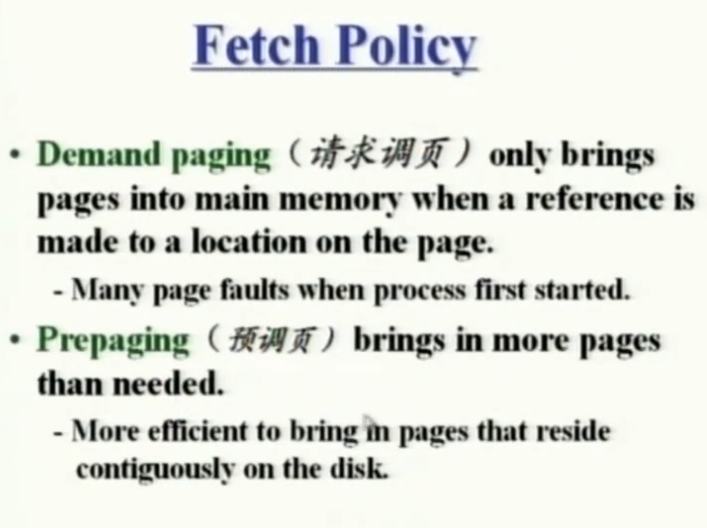 Fetch Policy
• Demand paging（请求调页）only brings
pages into main memory when a reference is
made to a location on the page.
- Many page faults when process first started.
• Prepaging（预调页）brings in more pages
than needed.
- More efficient to bring in pages that reside
contiguously on the disk.